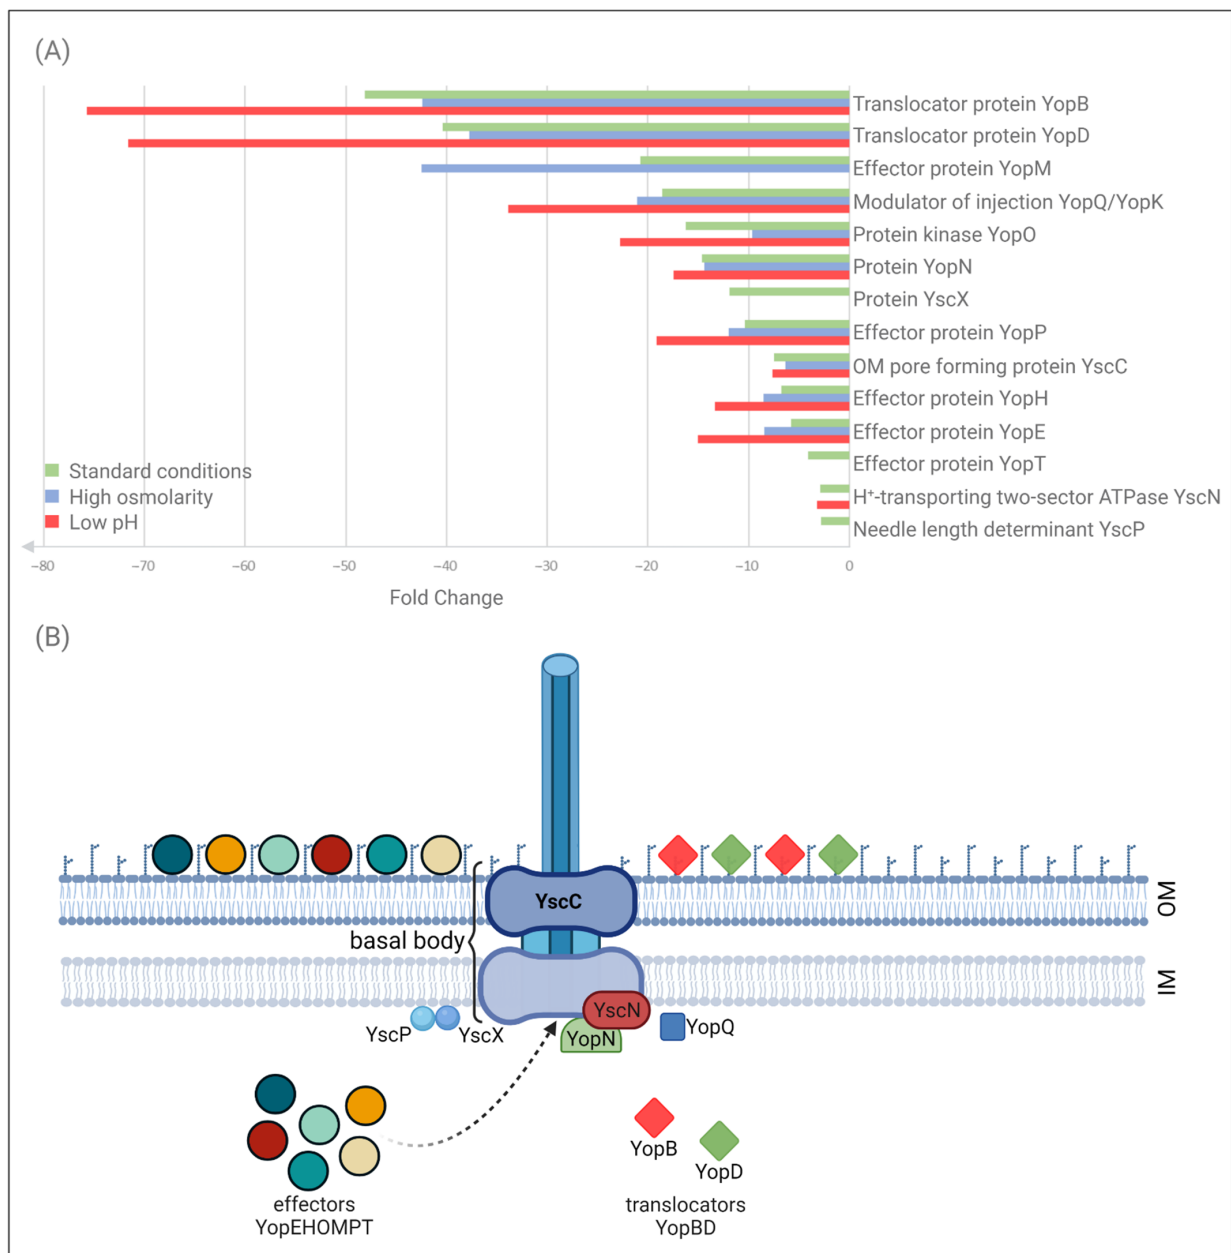 (A)
Translocator protein YopB
Translocator protein YopD
Effector protein YopM
Modulator of injection YopQ/YopK
Protein kinase YopO
Protein YopN
Protein YscX
Effector protein YopP
OM pore forming protein YscC
Effector protein YopH
Effector protein YopE
Effector protein YopT
H⁺-transporting two-sector ATPase YscN
Needle length determinant YscP
Standard conditions
High osmolarity
Low pH
−80 −70 −60 −50 −40 −30 −20 −10 0
Fold Change
(B)
YscC
OM
basal body
IM
YscN
YscP
YscX
YopN
YopQ
YopB
YopD
effectors
YopEHOMPT
translocators
YopBD